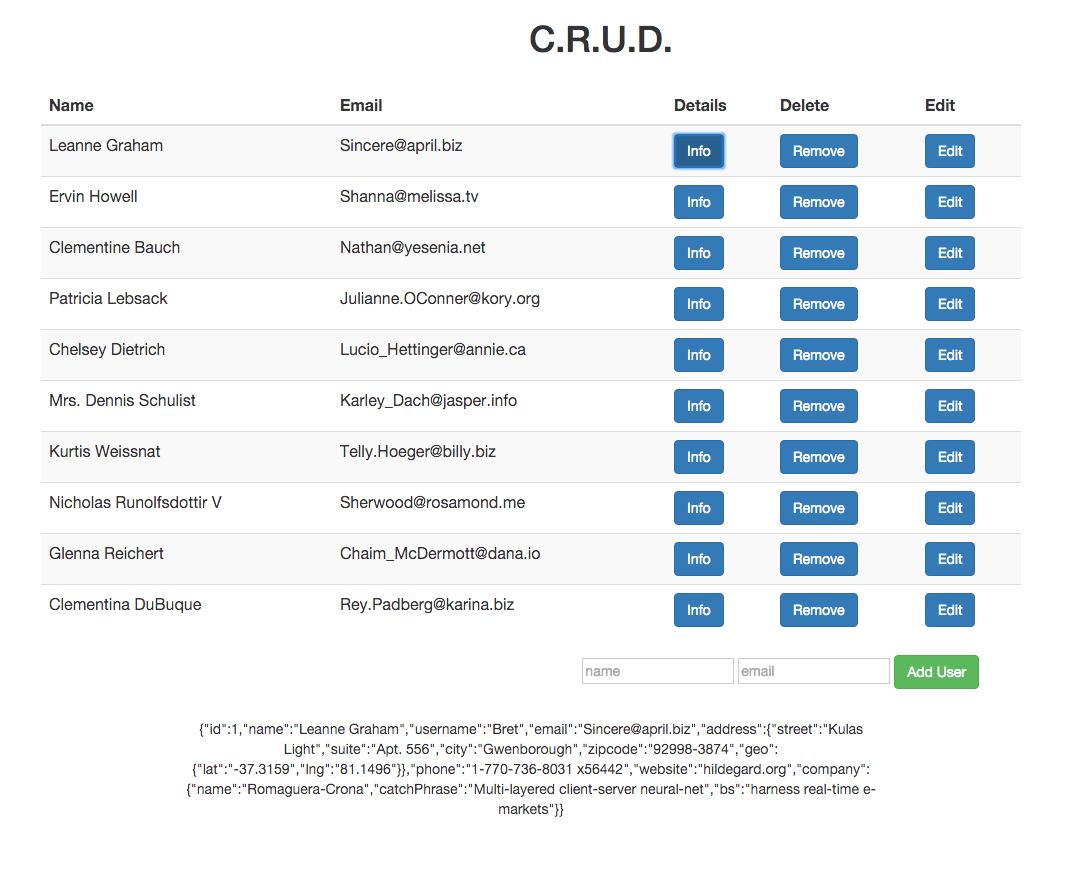 C.R.U.D.
Name Email Details Delete Edit
Leanne Graham Sincere@april.biz Info Remove Edit
Ervin Howell Shanna@melissa.tv Info Remove Edit
Clementine Bauch Nathan@yesenia.net Info Remove Edit
Patricia Lebsack Julianne.OConner@kory.org Info Remove Edit
Chelsey Dietrich Lucio_Hettinger@annie.ca Info Remove Edit
Mrs. Dennis Schulist Karley_Dach@jasper.info Info Remove Edit
Kurtis Weissnat Telly.Hoeger@billy.biz Info Remove Edit
Nicholas Runolfsdottir V Sherwood@rosamond.me Info Remove Edit
Glenna Reichert Chaim_McDermott@dana.io Info Remove Edit
Clementina DuBuque Rey.Padberg@karina.biz Info Remove Edit
name email Add User
{"id":1,"name":"Leanne Graham","username":"Bret","email":"Sincere@april.biz","address":{"street":"Kulas
Light","suite":"Apt. 556","city":"Gwenborough","zipcode":"92998-3874","geo":
{"lat":"-37.3159","lng":"81.1496"}},"phone":"1-770-736-8031 x56442","website":"hildegard.org","company":
{"name":"Romaguera-Crona","catchPhrase":"Multi-layered client-server neural-net","bs":"harness real-time e-
markets"}}